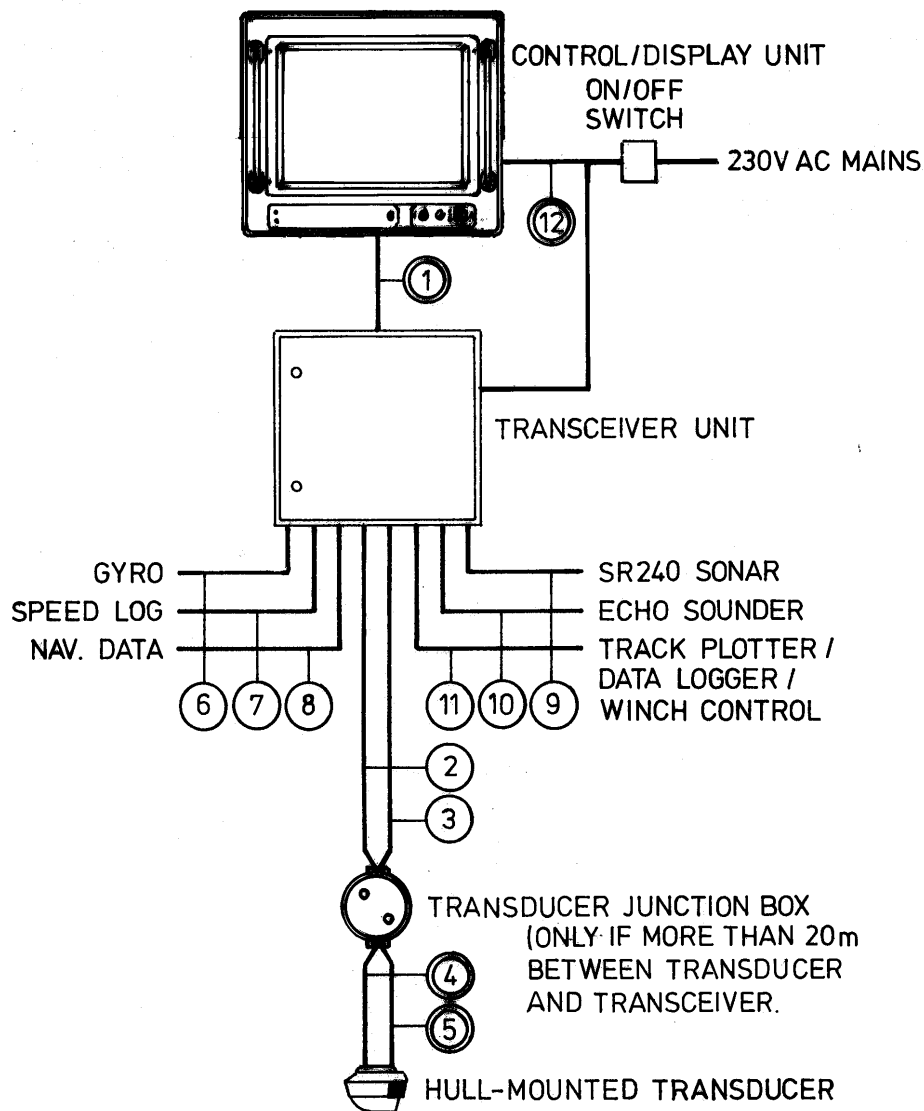 CONTROL/DISPLAY UNIT
ON/OFF
SWITCH
230V AC MAINS
12
1
TRANSCEIVER UNIT
GYRO
SPEED LOG
NAV. DATA
6
7
8
SR240 SONAR
ECHO SOUNDER
TRACK PLOTTER /
DATA LOGGER /
WINCH CONTROL
11
10
9
2
3
TRANSDUCER JUNCTION BOX
(ONLY IF MORE THAN 20m
BETWEEN TRANSDUCER
AND TRANSCEIVER.
4
5
HULL-MOUNTED TRANSDUCER